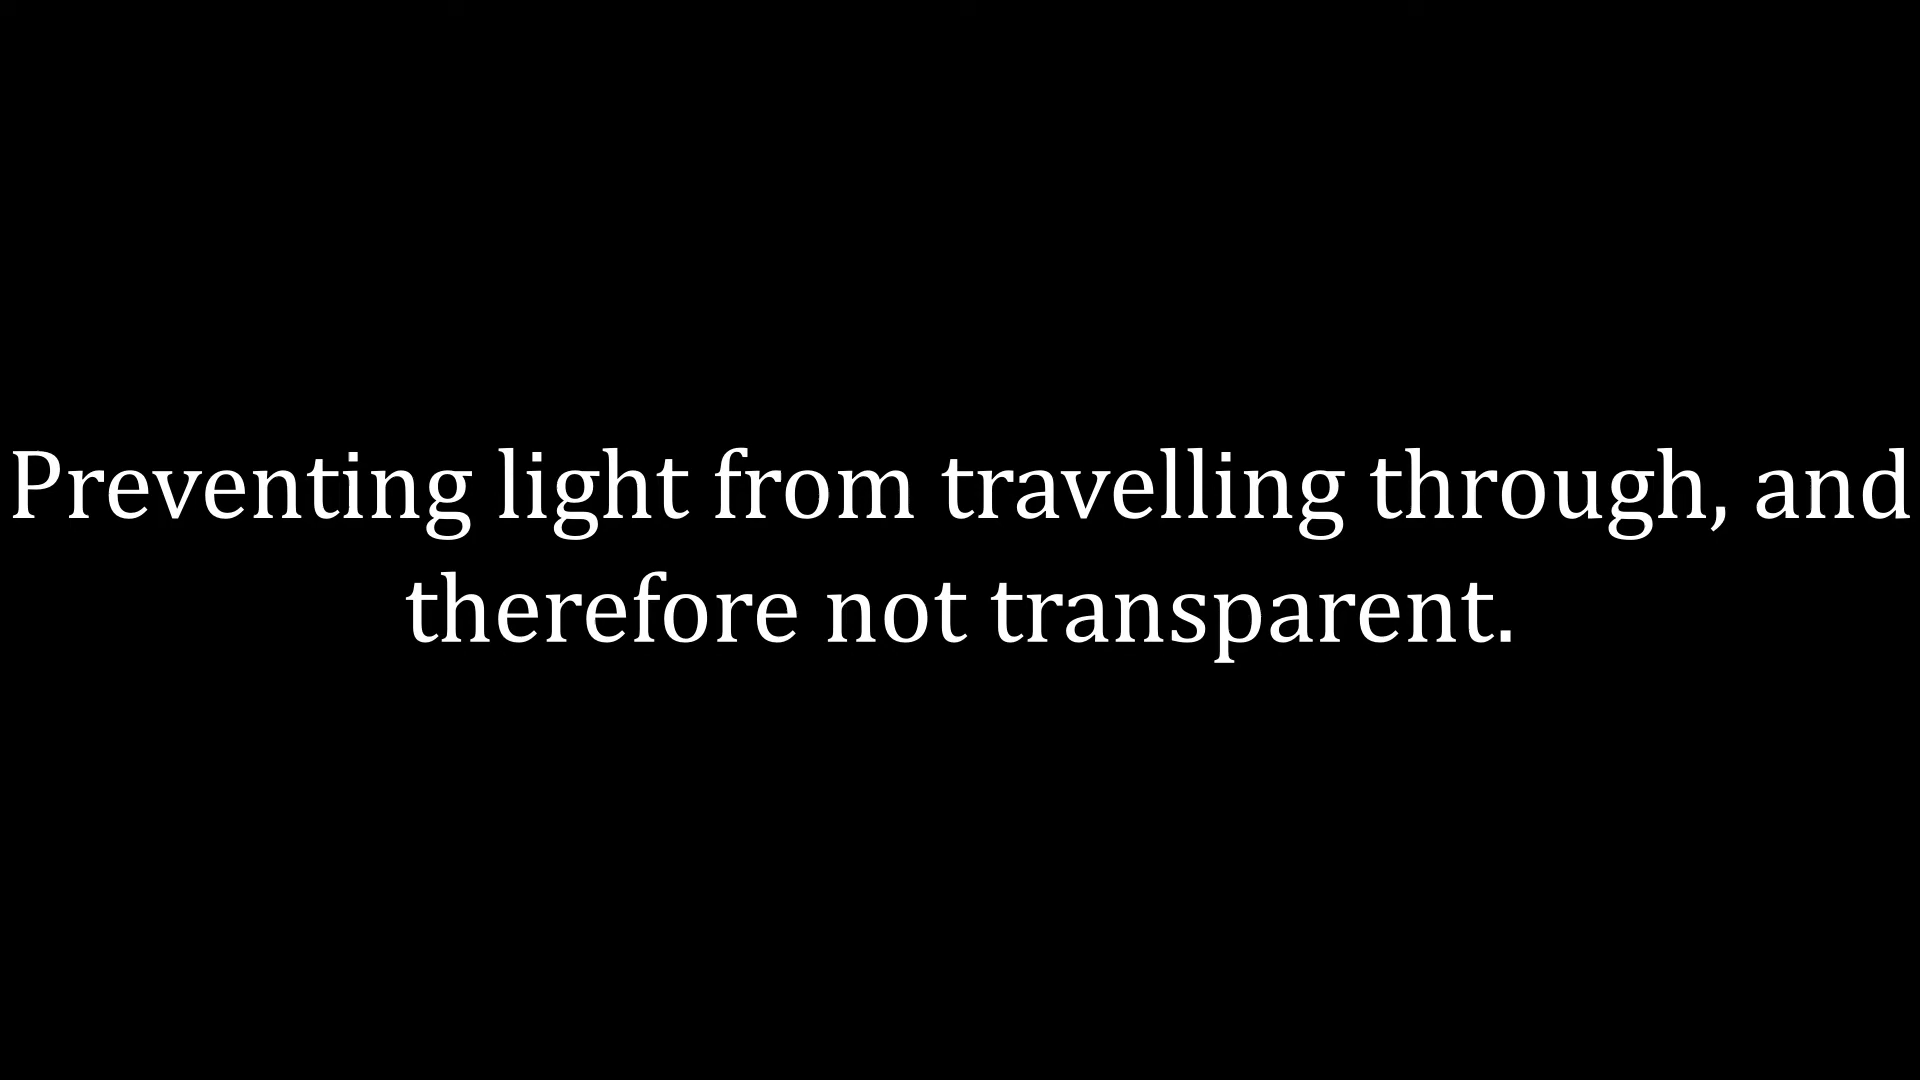 Preventing light from travelling through, and
therefore not transparent.